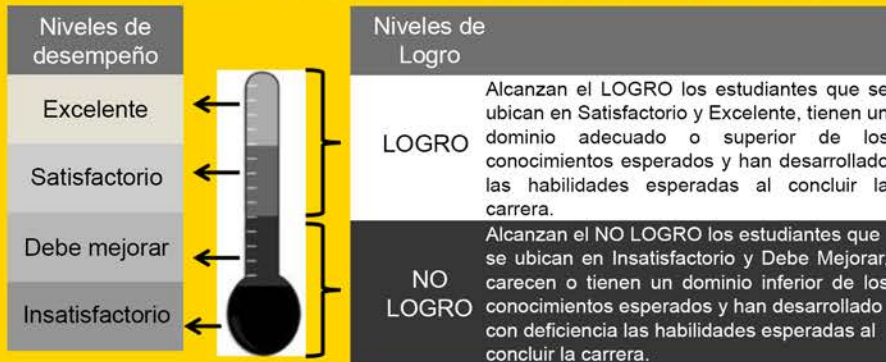 Niveles de
desempeño
Excelente
Satisfactorio
Debe mejorar
Insatisfactorio
Niveles de
Logro
LOGRO
Alcanzan el LOGRO los estudiantes que se
ubican en Satisfactorio y Excelente, tienen un
dominio adecuado o superior de los
conocimientos esperados y han desarrollado
las habilidades esperadas al concluir la
carrera.
NO
LOGRO
Alcanzan el NO LOGRO los estudiantes que
se ubican en Insatisfactorio y Debe Mejorar,
carecen o tienen un dominio inferior de los
conocimientos esperados y han desarrollado
con deficiencia las habilidades esperadas al
concluir la carrera.